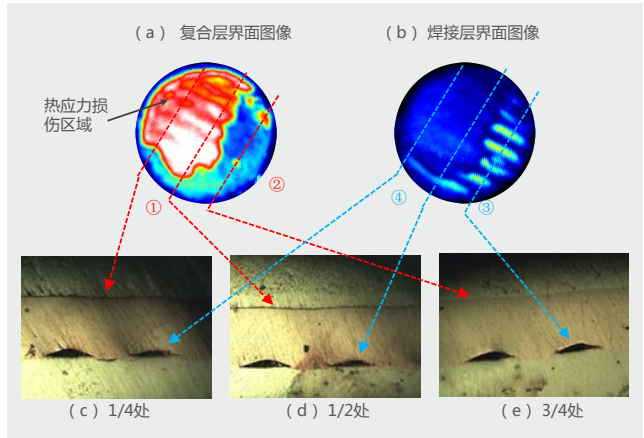 （a） 复合层界面图像
（b）焊接层界面图像
热应力损
伤区域
①
②
④
③
（c）1/4处
（d）1/2处
（e）3/4处